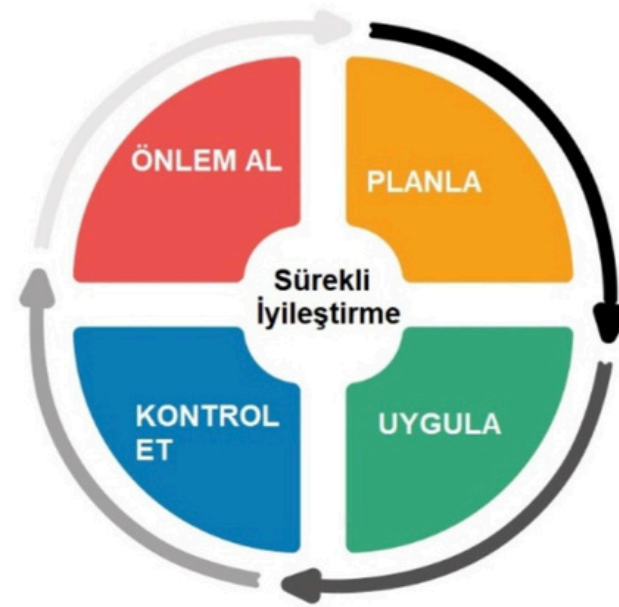 ÖNLEM AL
PLANLA
Sürekli
İyileştirme
KONTROL
ET
UYGULA